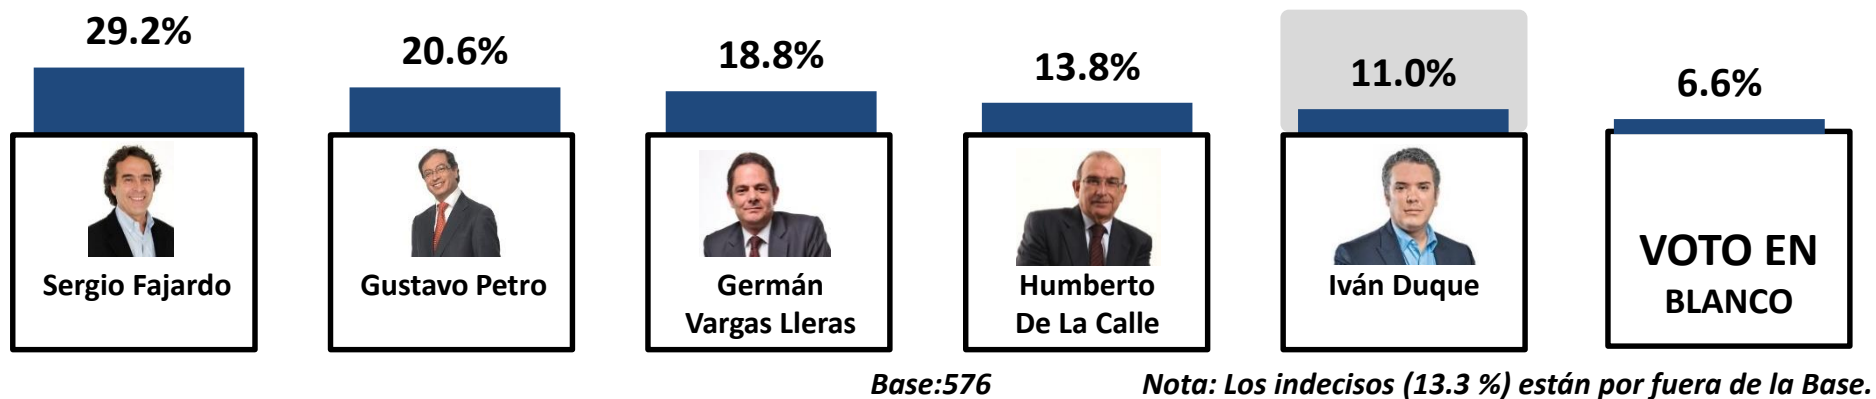 29.2%
20.6%
18.8%
13.8%
11.0%
6.6%
Sergio Fajardo
Gustavo Petro
Germán
Vargas Lleras
Humberto
De La Calle
Iván Duque
VOTO EN
BLANCO
Base:576
Nota: Los indecisos (13.3 %) están por fuera de la Base.